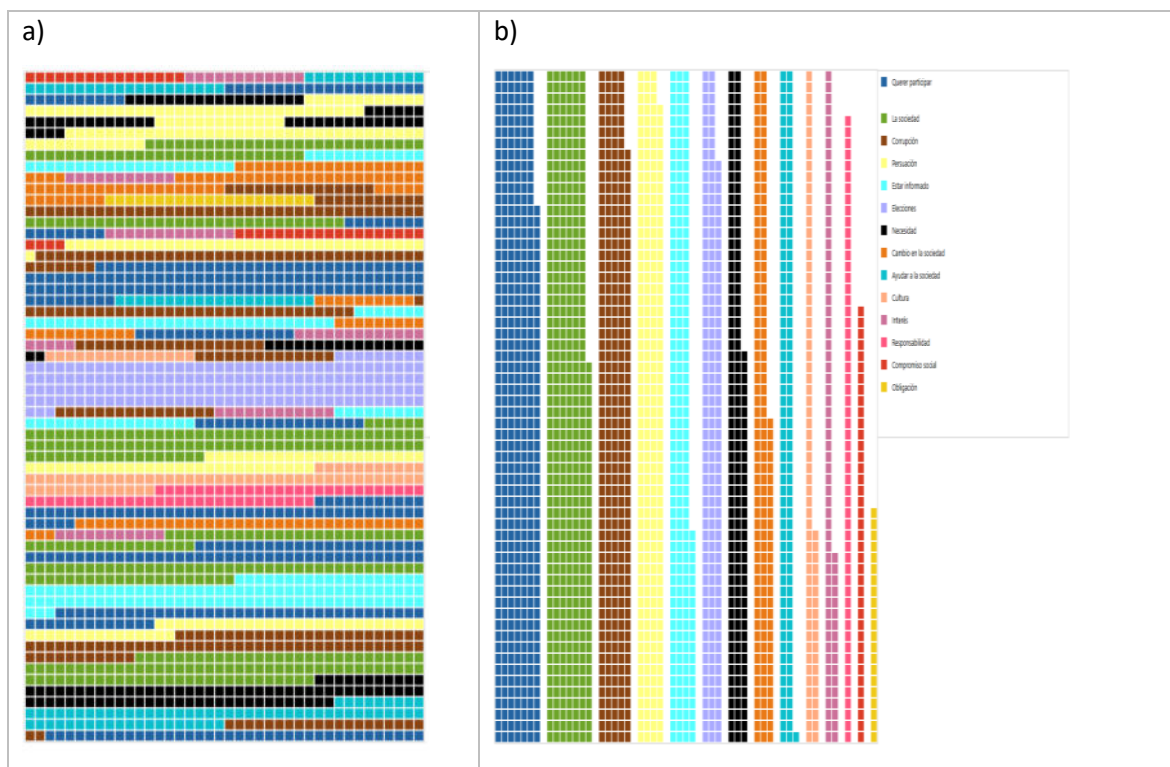 a)
b)
Querer participar
La sociedad
Corrupción
Persuación
Estar informado
Elecciones
Necesidad
Cambio en la sociedad
Ayudar a la sociedad
Cultura
Interés
Responsabilidad
Compromiso social
Obligación